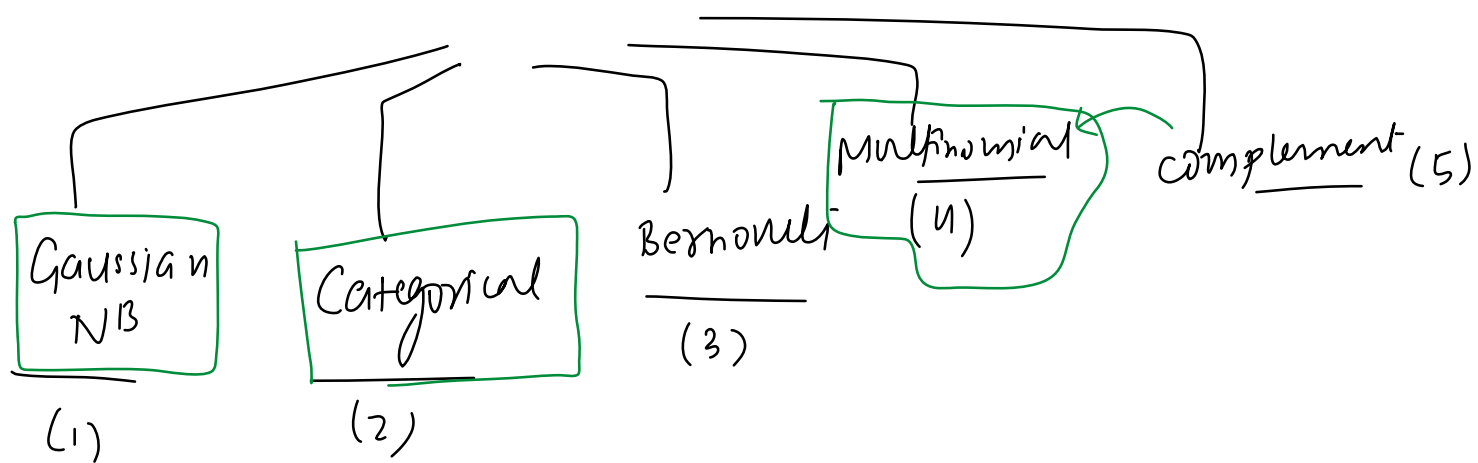 Gaussian
NB
(1)
Categorical
(2)
Bernoulli
(3)
Multinomial
(4)
Complement (5)